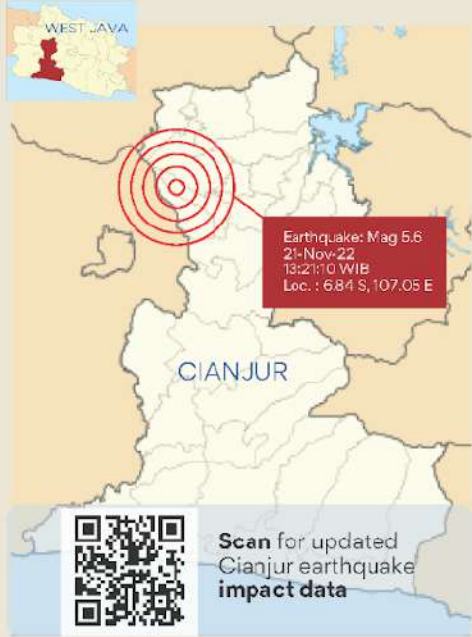 WEST JAVA
Earthquake: Mag 5.6
21-Nov-22
13:21:10 WIB
Loc. : 6.84 S, 107.05 E
CIANJUR
Scan for updated
Cianjur earthquake
impact data